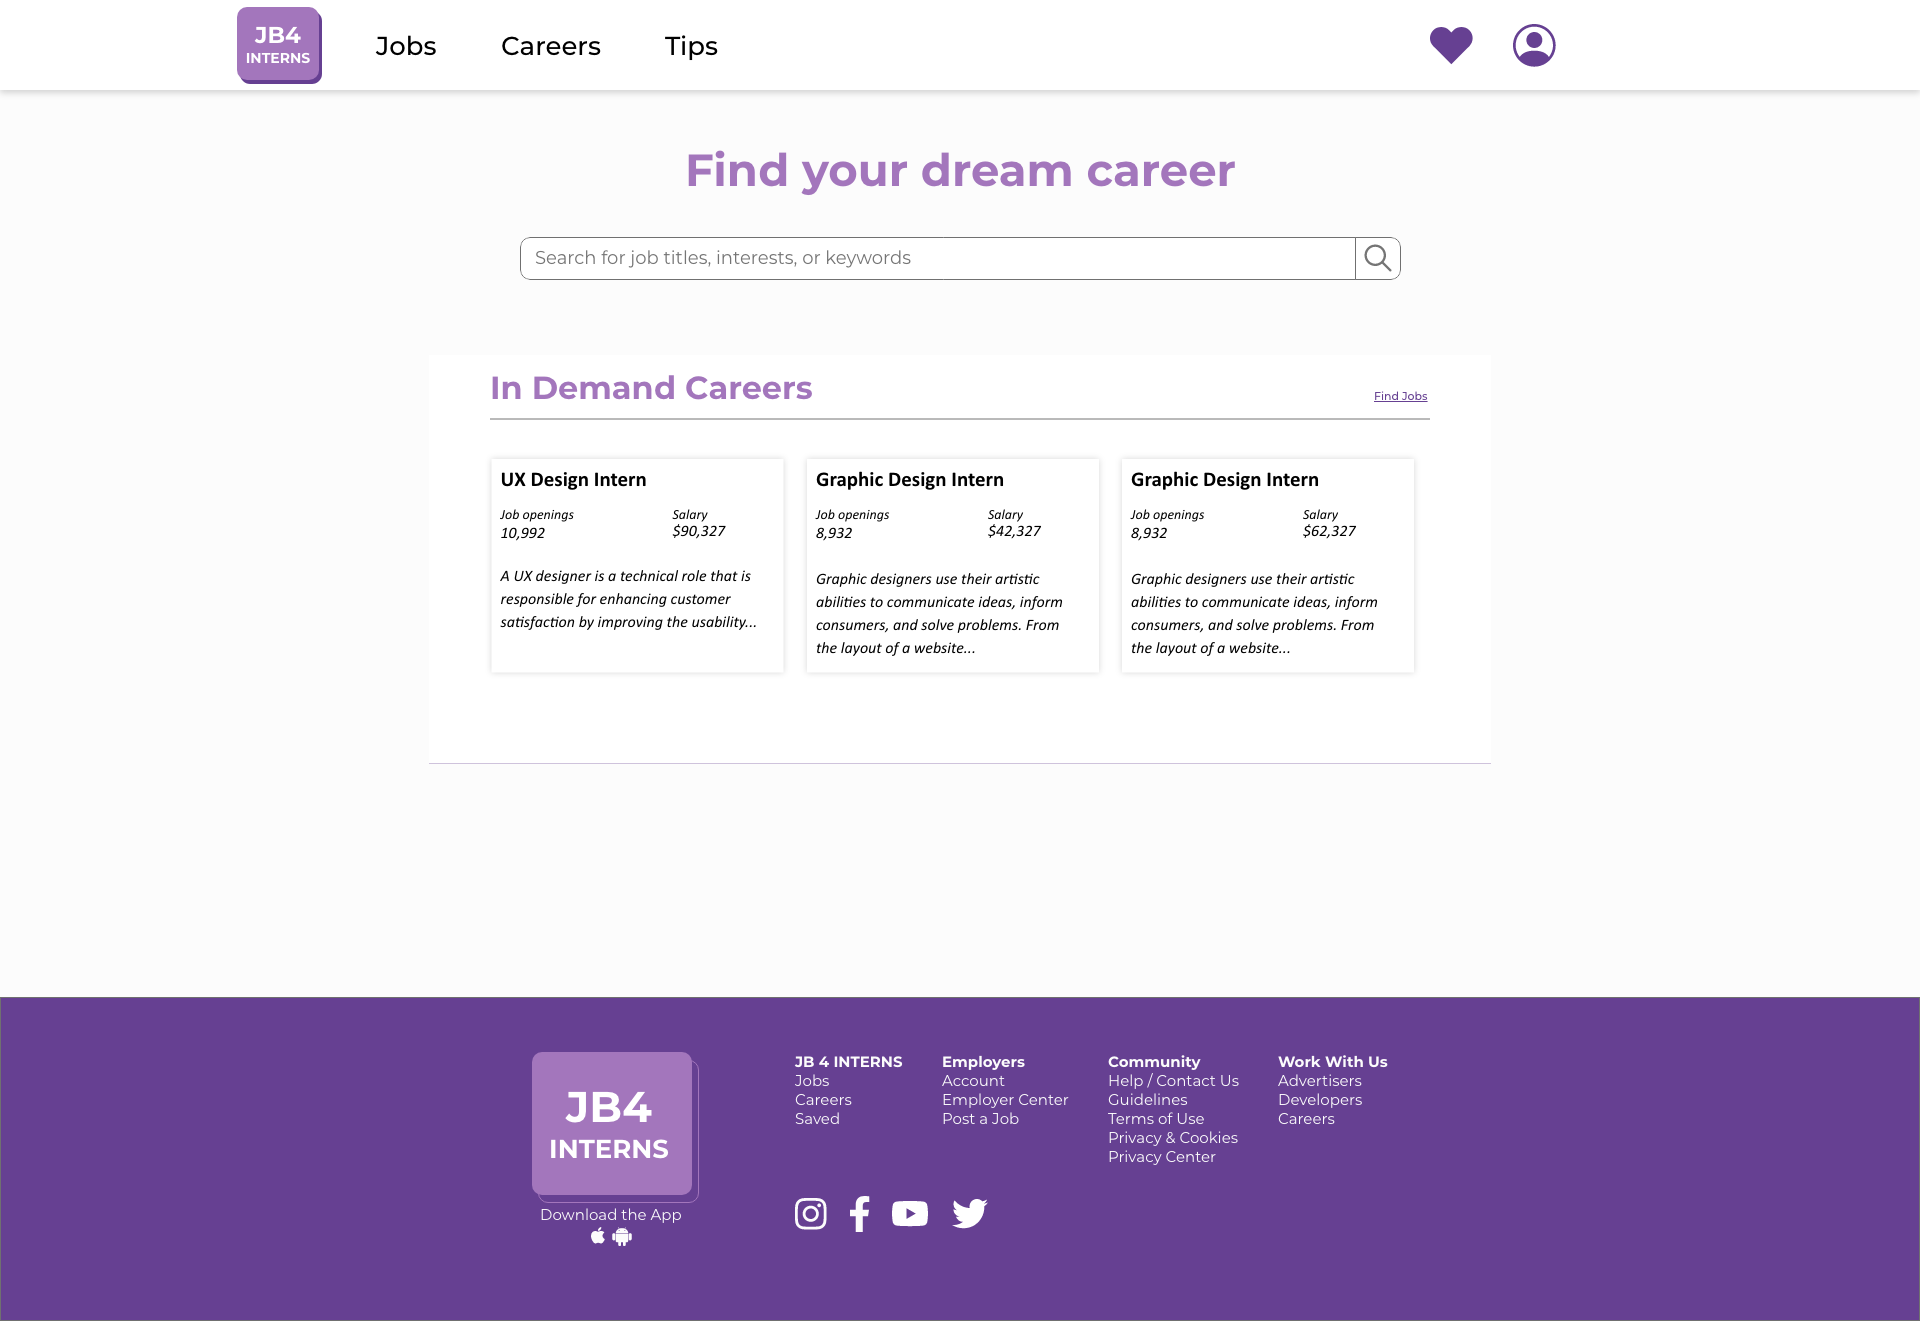 JB4
INTERNS
Jobs
Careers
Tips
Find your dream career
Search for job titles, interests, or keywords
In Demand Careers
Find Jobs
UX Design Intern
Job openings
Salary
10,992
$90,327
A UX designer is a technical role that is
responsible for enhancing customer
satisfaction by improving the usability...
Graphic Design Intern
Job openings
Salary
8,932
$42,327
Graphic designers use their artistic
abilities to communicate ideas, inform
consumers, and solve problems. From
the layout of a website...
Graphic Design Intern
Job openings
Salary
8,932
$62,327
Graphic designers use their artistic
abilities to communicate ideas, inform
consumers, and solve problems. From
the layout of a website...
JB4
INTERNS
Download the App
JB 4 INTERNS
Jobs
Careers
Saved
Employers
Account
Employer Center
Post a Job
Community
Help / Contact Us
Guidelines
Terms of Use
Privacy & Cookies
Privacy Center
Work With Us
Advertisers
Developers
Careers